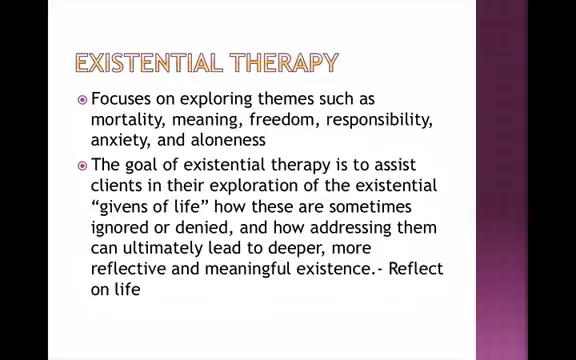 EXISTENTIAL THERAPY
Focuses on exploring themes such as
mortality, meaning, freedom, responsibility,
anxiety, and aloneness
The goal of existential therapy is to assist
clients in their exploration of the existential
“givens of life” how these are sometimes
ignored or denied, and how addressing them
can ultimately lead to deeper, more
reflective and meaningful existence.- Reflect
on life